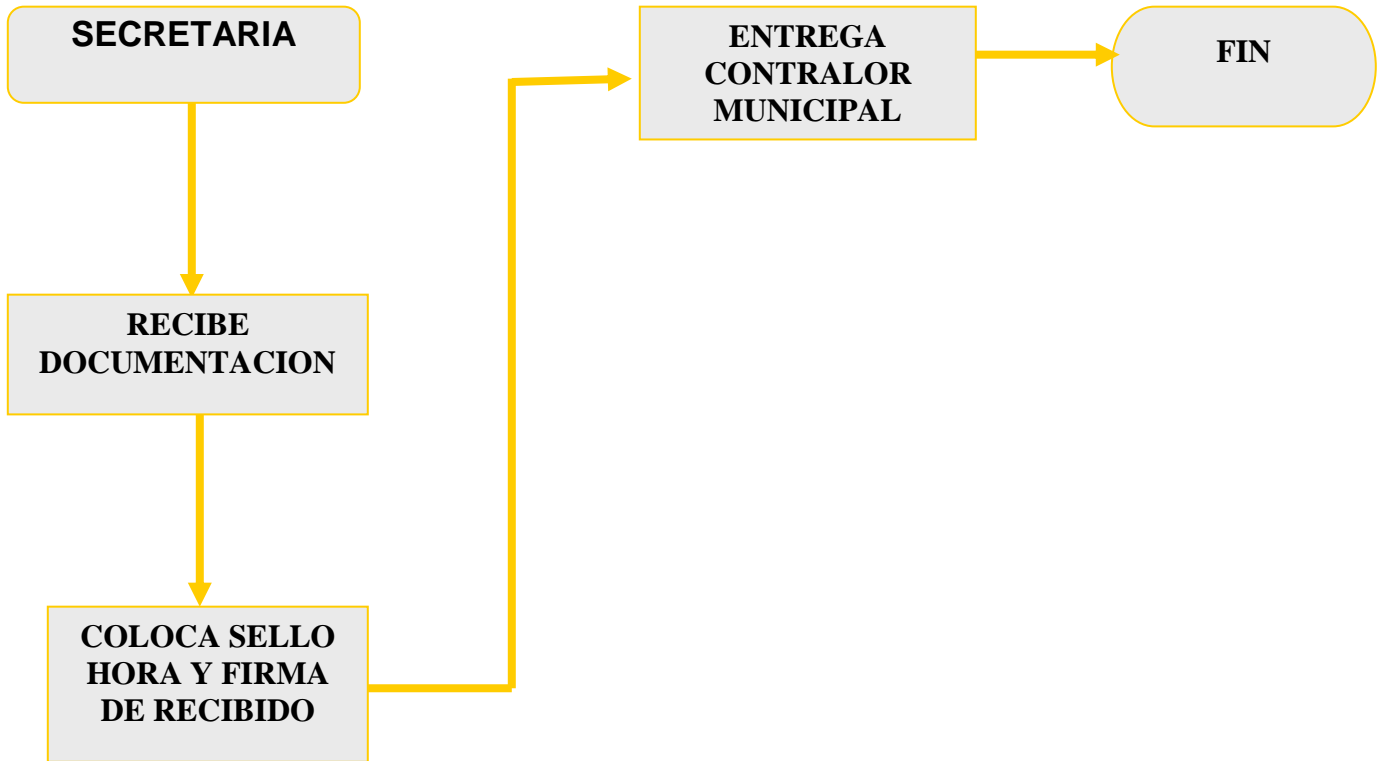 SECRETARIA
RECIBE
DOCUMENTACION
COLOCA SELLO
HORA Y FIRMA
DE RECIBIDO
ENTREGA
CONTRALOR
MUNICIPAL
FIN